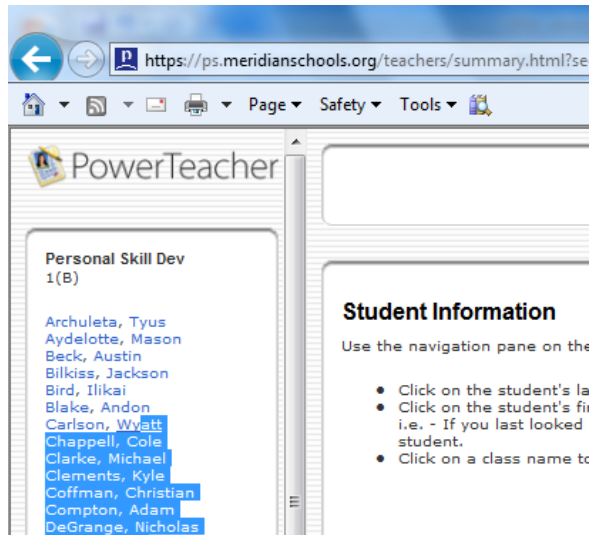 https://ps.meridianschools.org/teachers/summary.html?se
Page Safety Tools
PowerTeacher
Personal Skill Dev
1(B)
Archuleta, Tyus
Aydelotte, Mason
Beck, Austin
Bilkiss, Jackson
Bird, Ilikai
Blake, Andon
Carlson, Wyatt
Chappell, Cole
Clarke, Michael
Clements, Kyle
Coffman, Christian
Compton, Adam
DeGrange, Nicholas
Student Information
Use the navigation pane on the
• Click on the student's la
• Click on the student's fi
i.e. - If you last looked
student.
• Click on a class name to